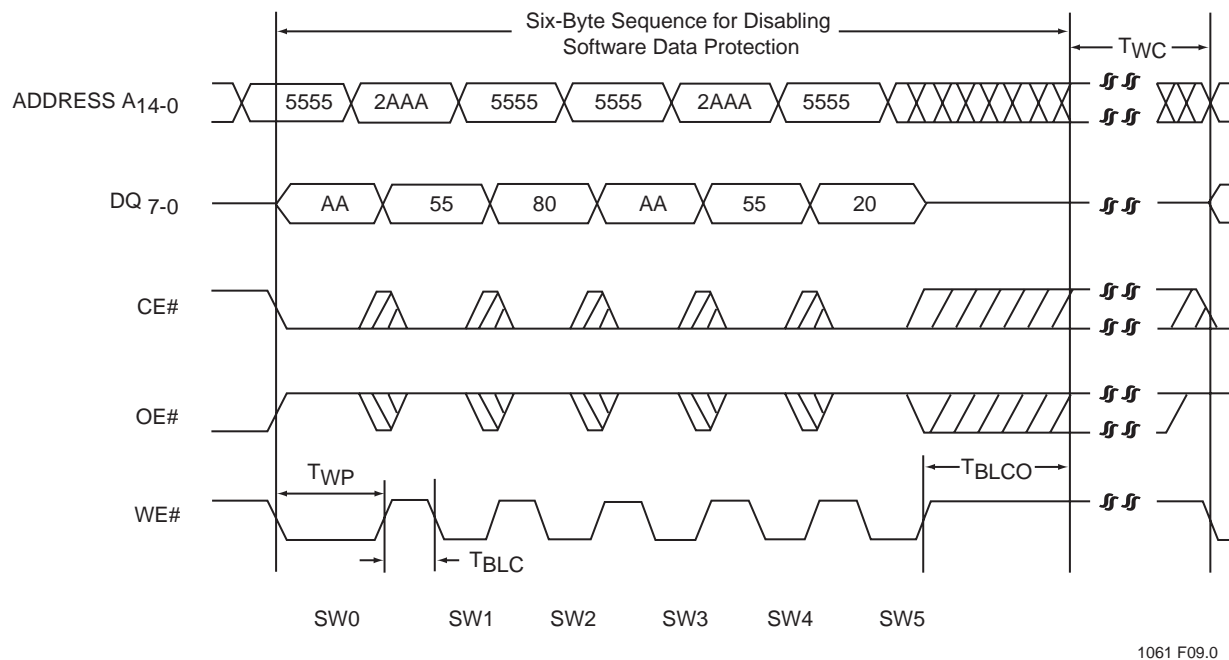 Six-Byte Sequence for Disabling
Software Data Protection
TWC
ADDRESS A14-0
5555 2AAA 5555 5555 2AAA 5555
DQ 7-0
AA 55 80 AA 55 20
CE#
OE#
TWP
TBLCO
WE#
TBLC
SW0 SW1 SW2 SW3 SW4 SW5
1061 F09.0